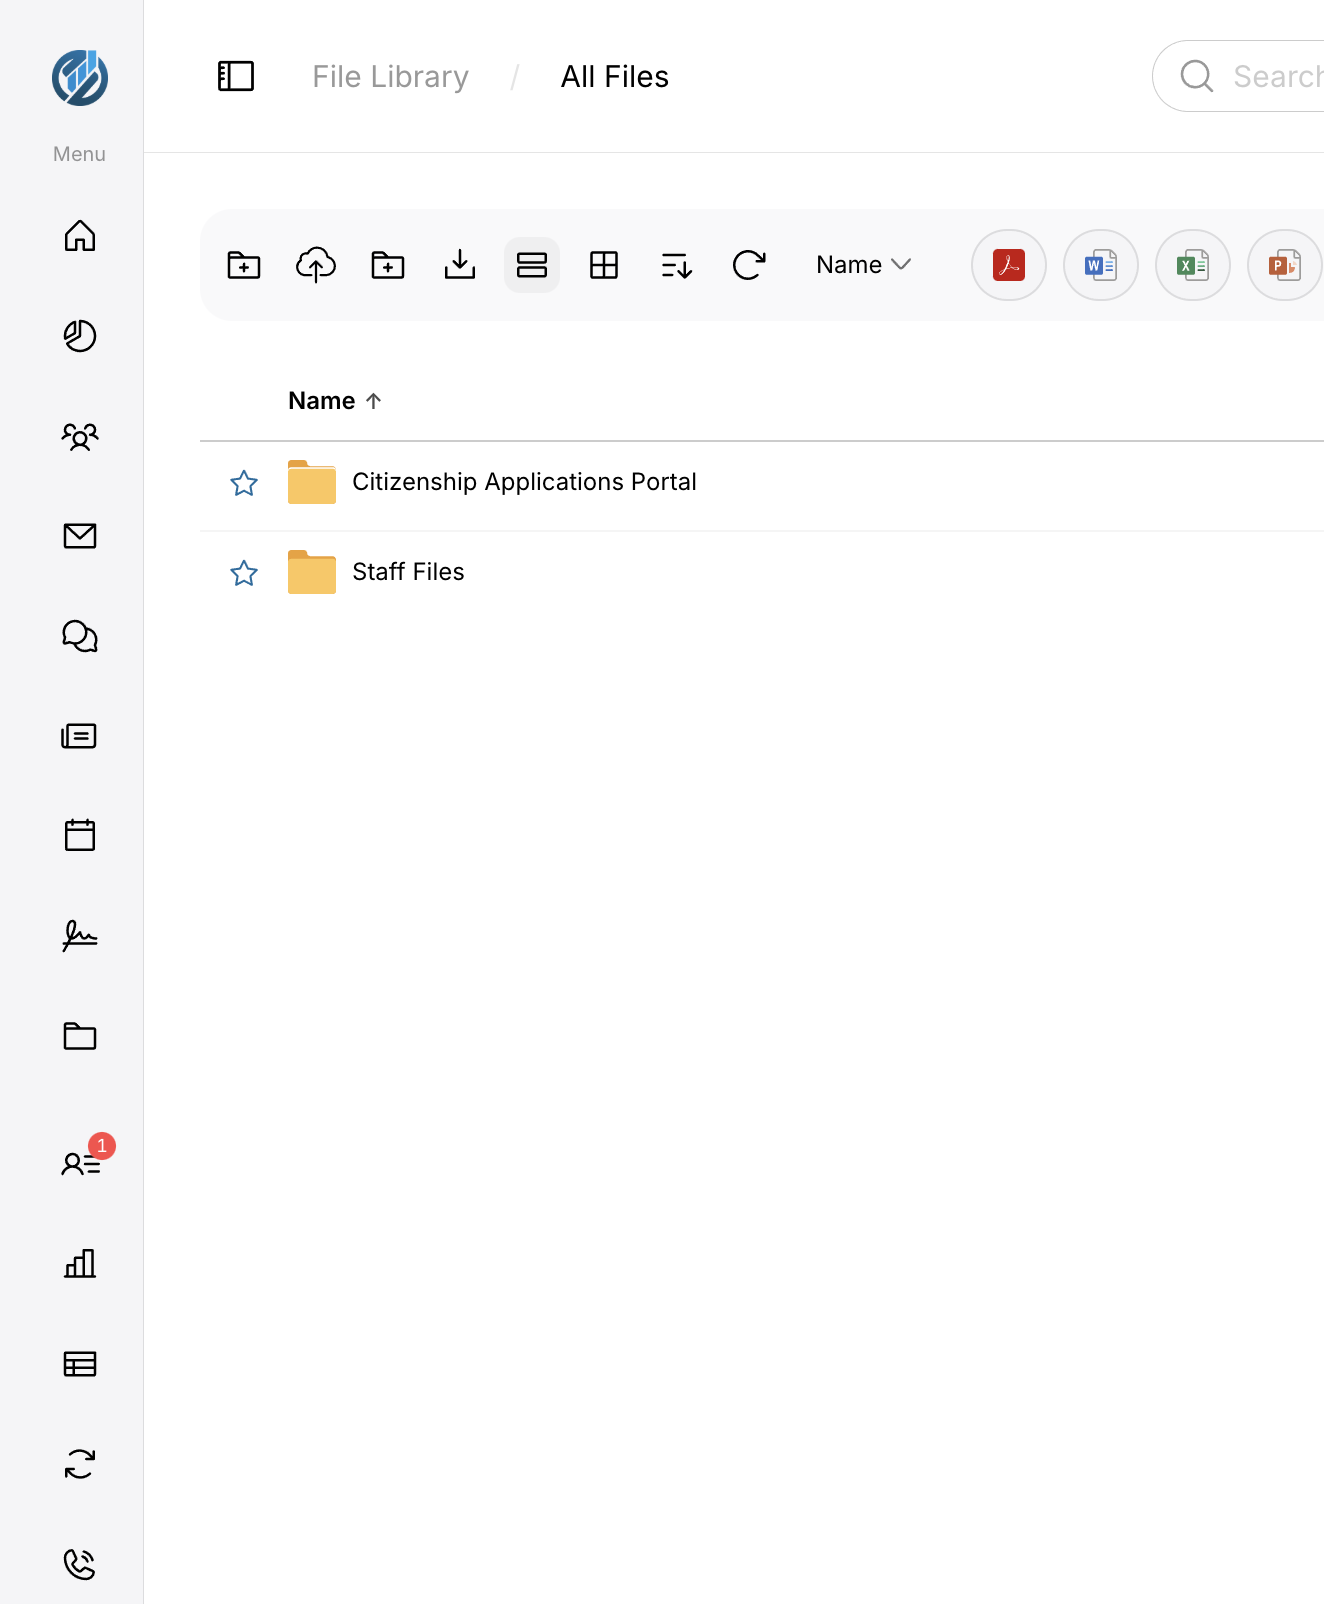 File Library / All Files
Search
Menu
Name
W
X
P
Name
Citizenship Applications Portal
Staff Files
1